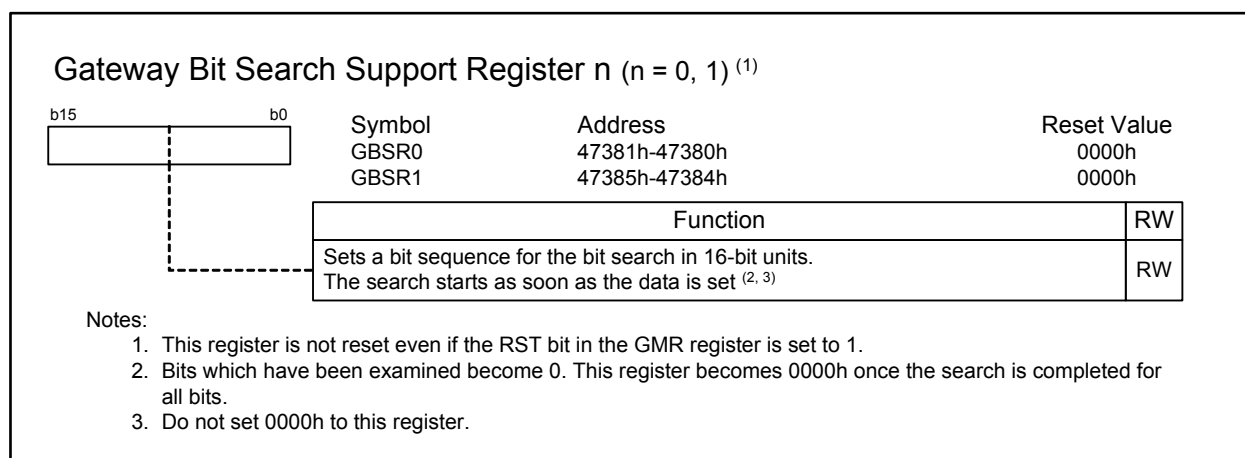 Gateway Bit Search Support Register n (n = 0, 1) (1)
b15 b0
Symbol Address Reset Value
GBSR0 47381h-47380h 0000h
GBSR1 47385h-47384h 0000h
Function RW
Sets a bit sequence for the bit search in 16-bit units.
The search starts as soon as the data is set (2, 3)
RW
Notes:
1. This register is not reset even if the RST bit in the GMR register is set to 1.
2. Bits which have been examined become 0. This register becomes 0000h once the search is completed for
all bits.
3. Do not set 0000h to this register.